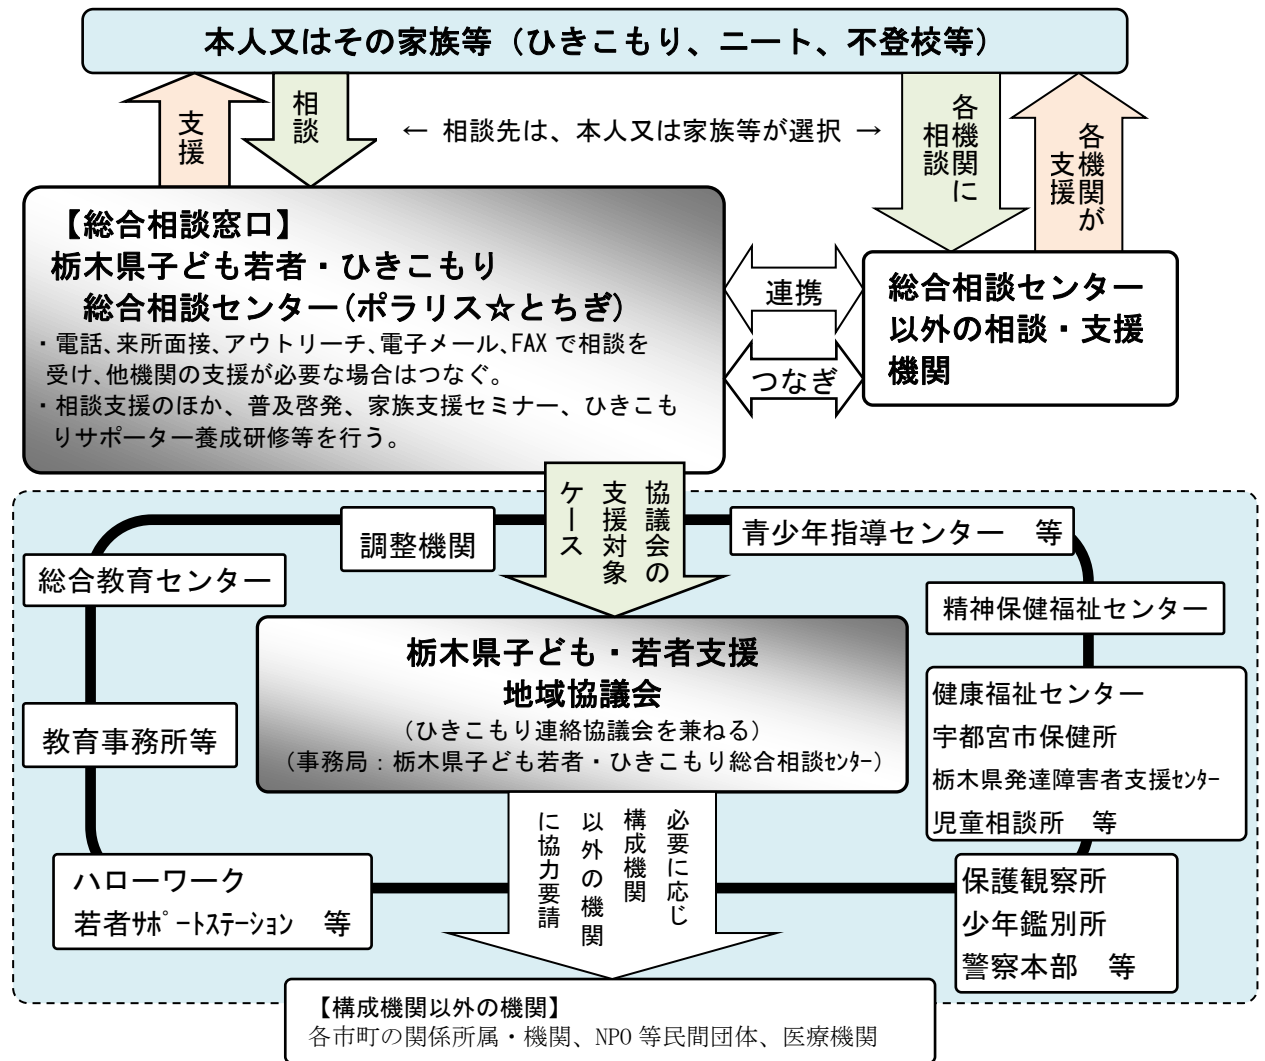 本人又はその家族等（ひきこもり、ニート、不登校等）
支援
相談
← 相談先は、本人又は家族等が選択 →
各機関に
相談
各機関が
支援
【総合相談窓口】
栃木県子ども若者・ひきこもり
総合相談センター(ポラリス☆とちぎ)
・電話、来所面接、アウトリーチ、電子メール、FAX で相談を
受け、他機関の支援が必要な場合はつなぐ。
・相談支援のほか、普及啓発、家族支援セミナー、ひきこも
りサポーター養成研修等を行う。
連携
つなぎ
総合相談センター
以外の相談・支援
機関
協議会の
支援対象
ケース
調整機関
青少年指導センター　等
総合教育センター
精神保健福祉センター
栃木県子ども・若者支援
地域協議会
（ひきこもり連絡協議会を兼ねる）
（事務局：栃木県子ども若者・ひきこもり総合相談ｾﾝﾀｰ）
教育事務所等
健康福祉センター
宇都宮市保健所
栃木県発達障害者支援ｾﾝﾀｰ
児童相談所　等
必要に応じ
構成機関
以外の機関
に協力要請
ハローワーク
若者ｻﾎﾟｰﾄｽﾃｰｼｮﾝ　等
保護観察所
少年鑑別所
警察本部　等
【構成機関以外の機関】
各市町の関係所属・機関、NPO 等民間団体、医療機関